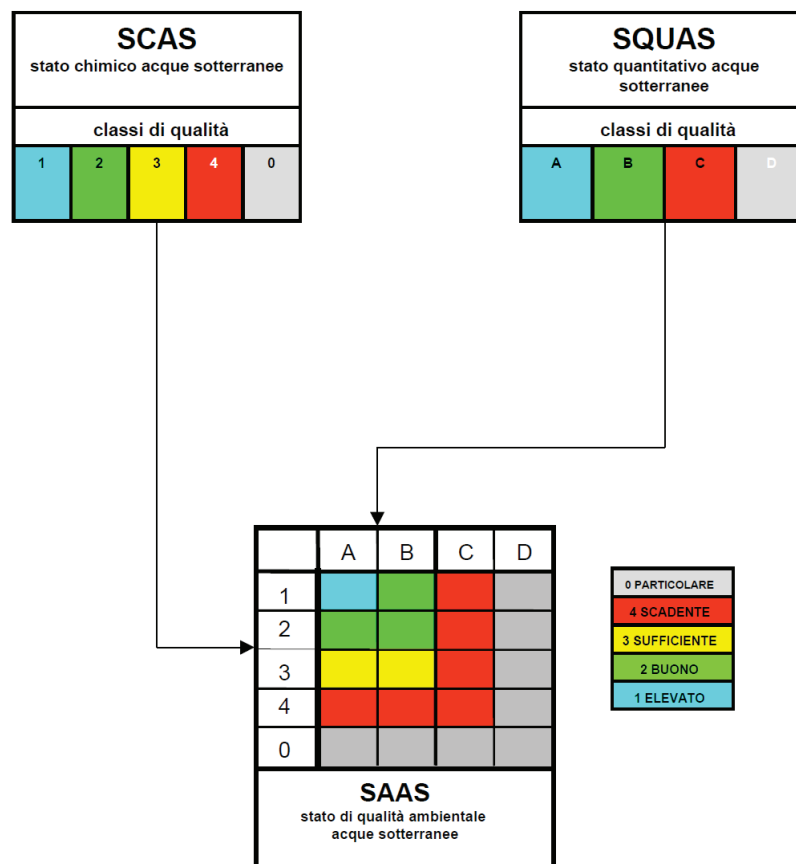 SCAS
stato chimico acque sotterranee
classi di qualità
1 2 3 4 0
SQUAS
stato quantitativo acque
sotterranee
classi di qualità
A B C D
A B C D
1
2
3
4
0
SAAS
stato di qualità ambientale
acque sotterranee
0 PARTICOLARE
4 SCADENTE
3 SUFFICIENTE
2 BUONO
1 ELEVATO